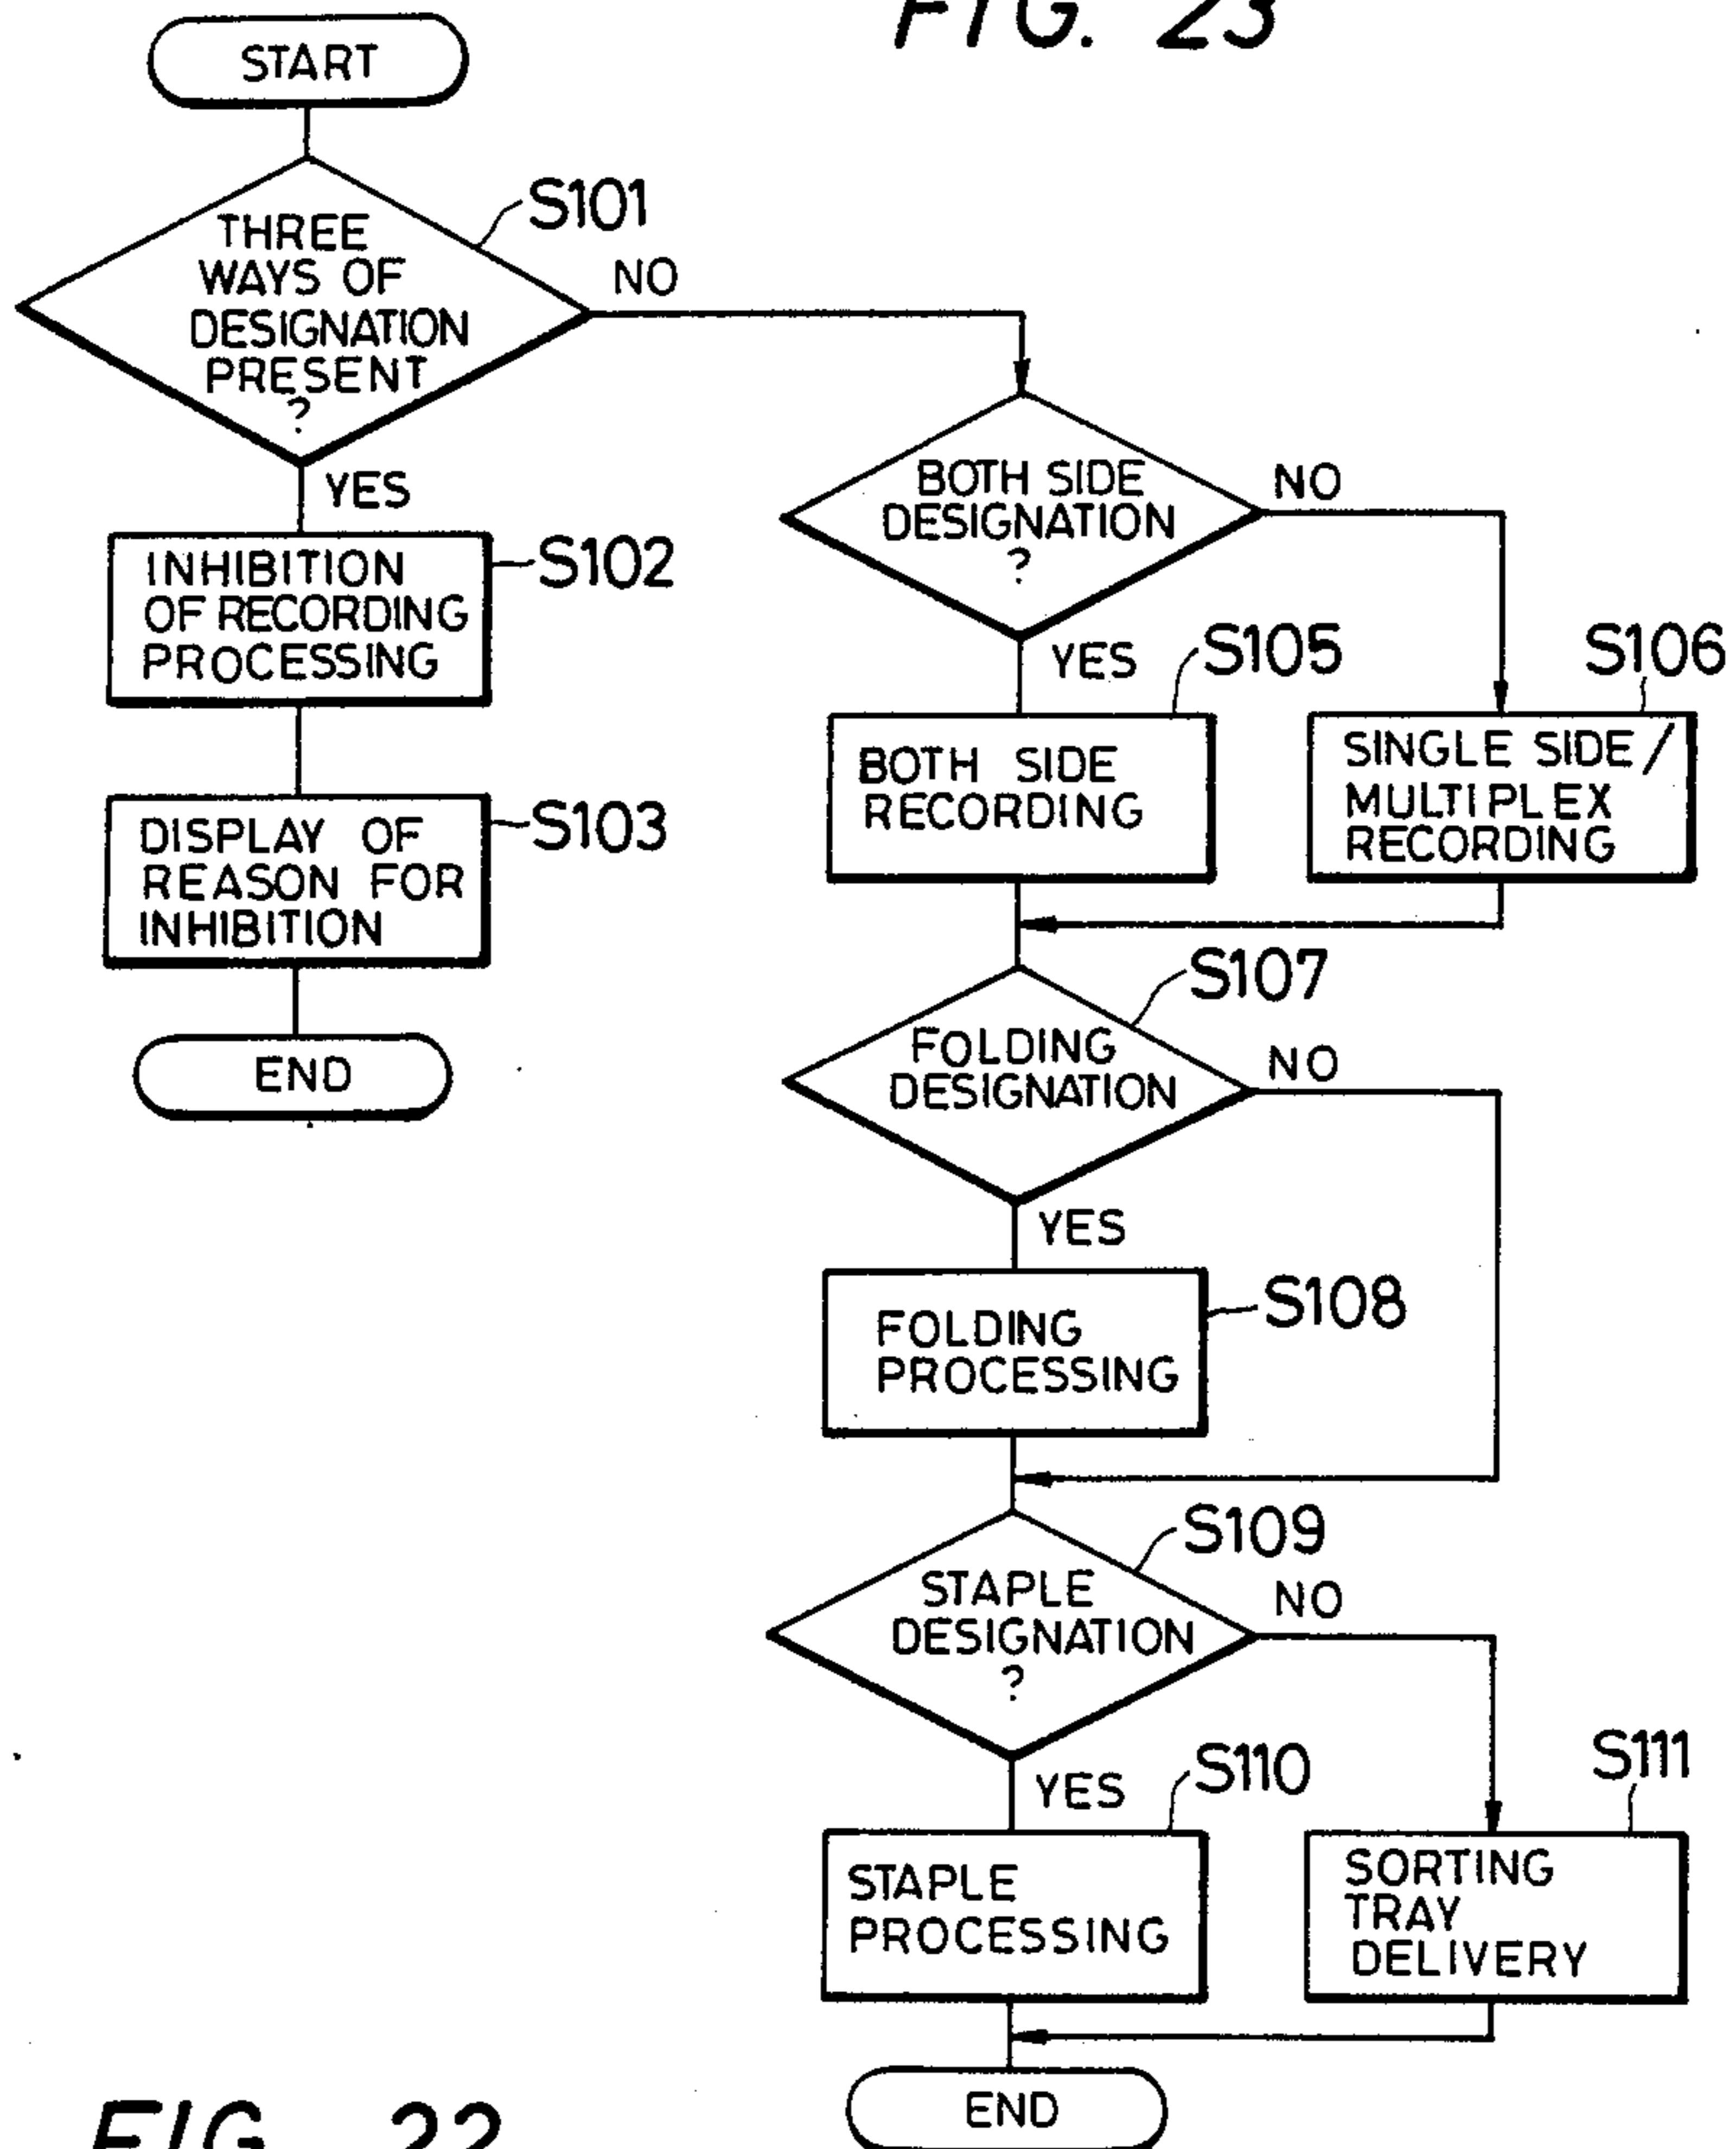 FIG. 23
START
S101
THREE
WAYS OF
DESIGNATION
PRESENT
?
NO
YES
INHIBITION
OF RECORDING
PROCESSING
S102
DISPLAY OF
REASON FOR
INHIBITION
S103
END
BOTH SIDE
DESIGNATION
?
NO
YES
S105
S106
BOTH SIDE
RECORDING
SINGLE SIDE/
MULTIPLEX
RECORDING
S107
FOLDING
DESIGNATION
NO
YES
FOLDING
PROCESSING
S108
S109
STAPLE
DESIGNATION
?
NO
YES
S110
S111
STAPLE
PROCESSING
SORTING
TRAY
DELIVERY
END
FIG. 22